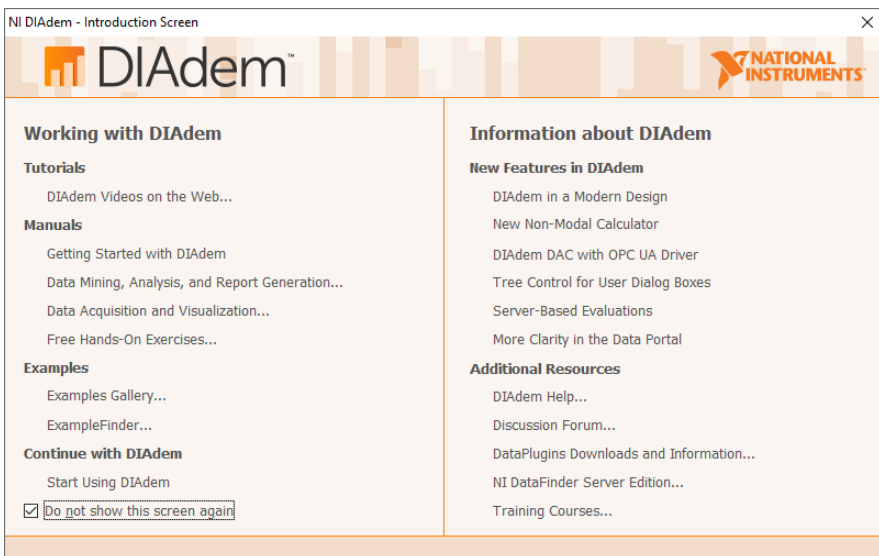 NI DIAdem - Introduction Screen
DIAdem™
NATIONAL
INSTRUMENTS
Working with DIAdem
Tutorials
DIAdem Videos on the Web...
Manuals
Getting Started with DIAdem
Data Mining, Analysis, and Report Generation...
Data Acquisition and Visualization...
Free Hands-On Exercises...
Examples
Examples Gallery...
ExampleFinder...
Continue with DIAdem
Start Using DIAdem
Do not show this screen again
Information about DIAdem
New Features in DIAdem
DIAdem in a Modern Design
New Non-Modal Calculator
DIAdem DAC with OPC UA Driver
Tree Control for User Dialog Boxes
Server-Based Evaluations
More Clarity in the Data Portal
Additional Resources
DIAdem Help...
Discussion Forum...
DataPlugins Downloads and Information...
NI DataFinder Server Edition...
Training Courses...